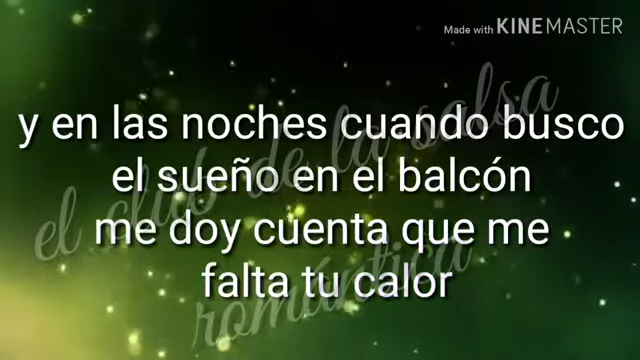 Made with KINEMASTER
y en las noches cuando busco
el sueño en el balcón
me doy cuenta que me
falta tu calor
el club de la salsa
romántica